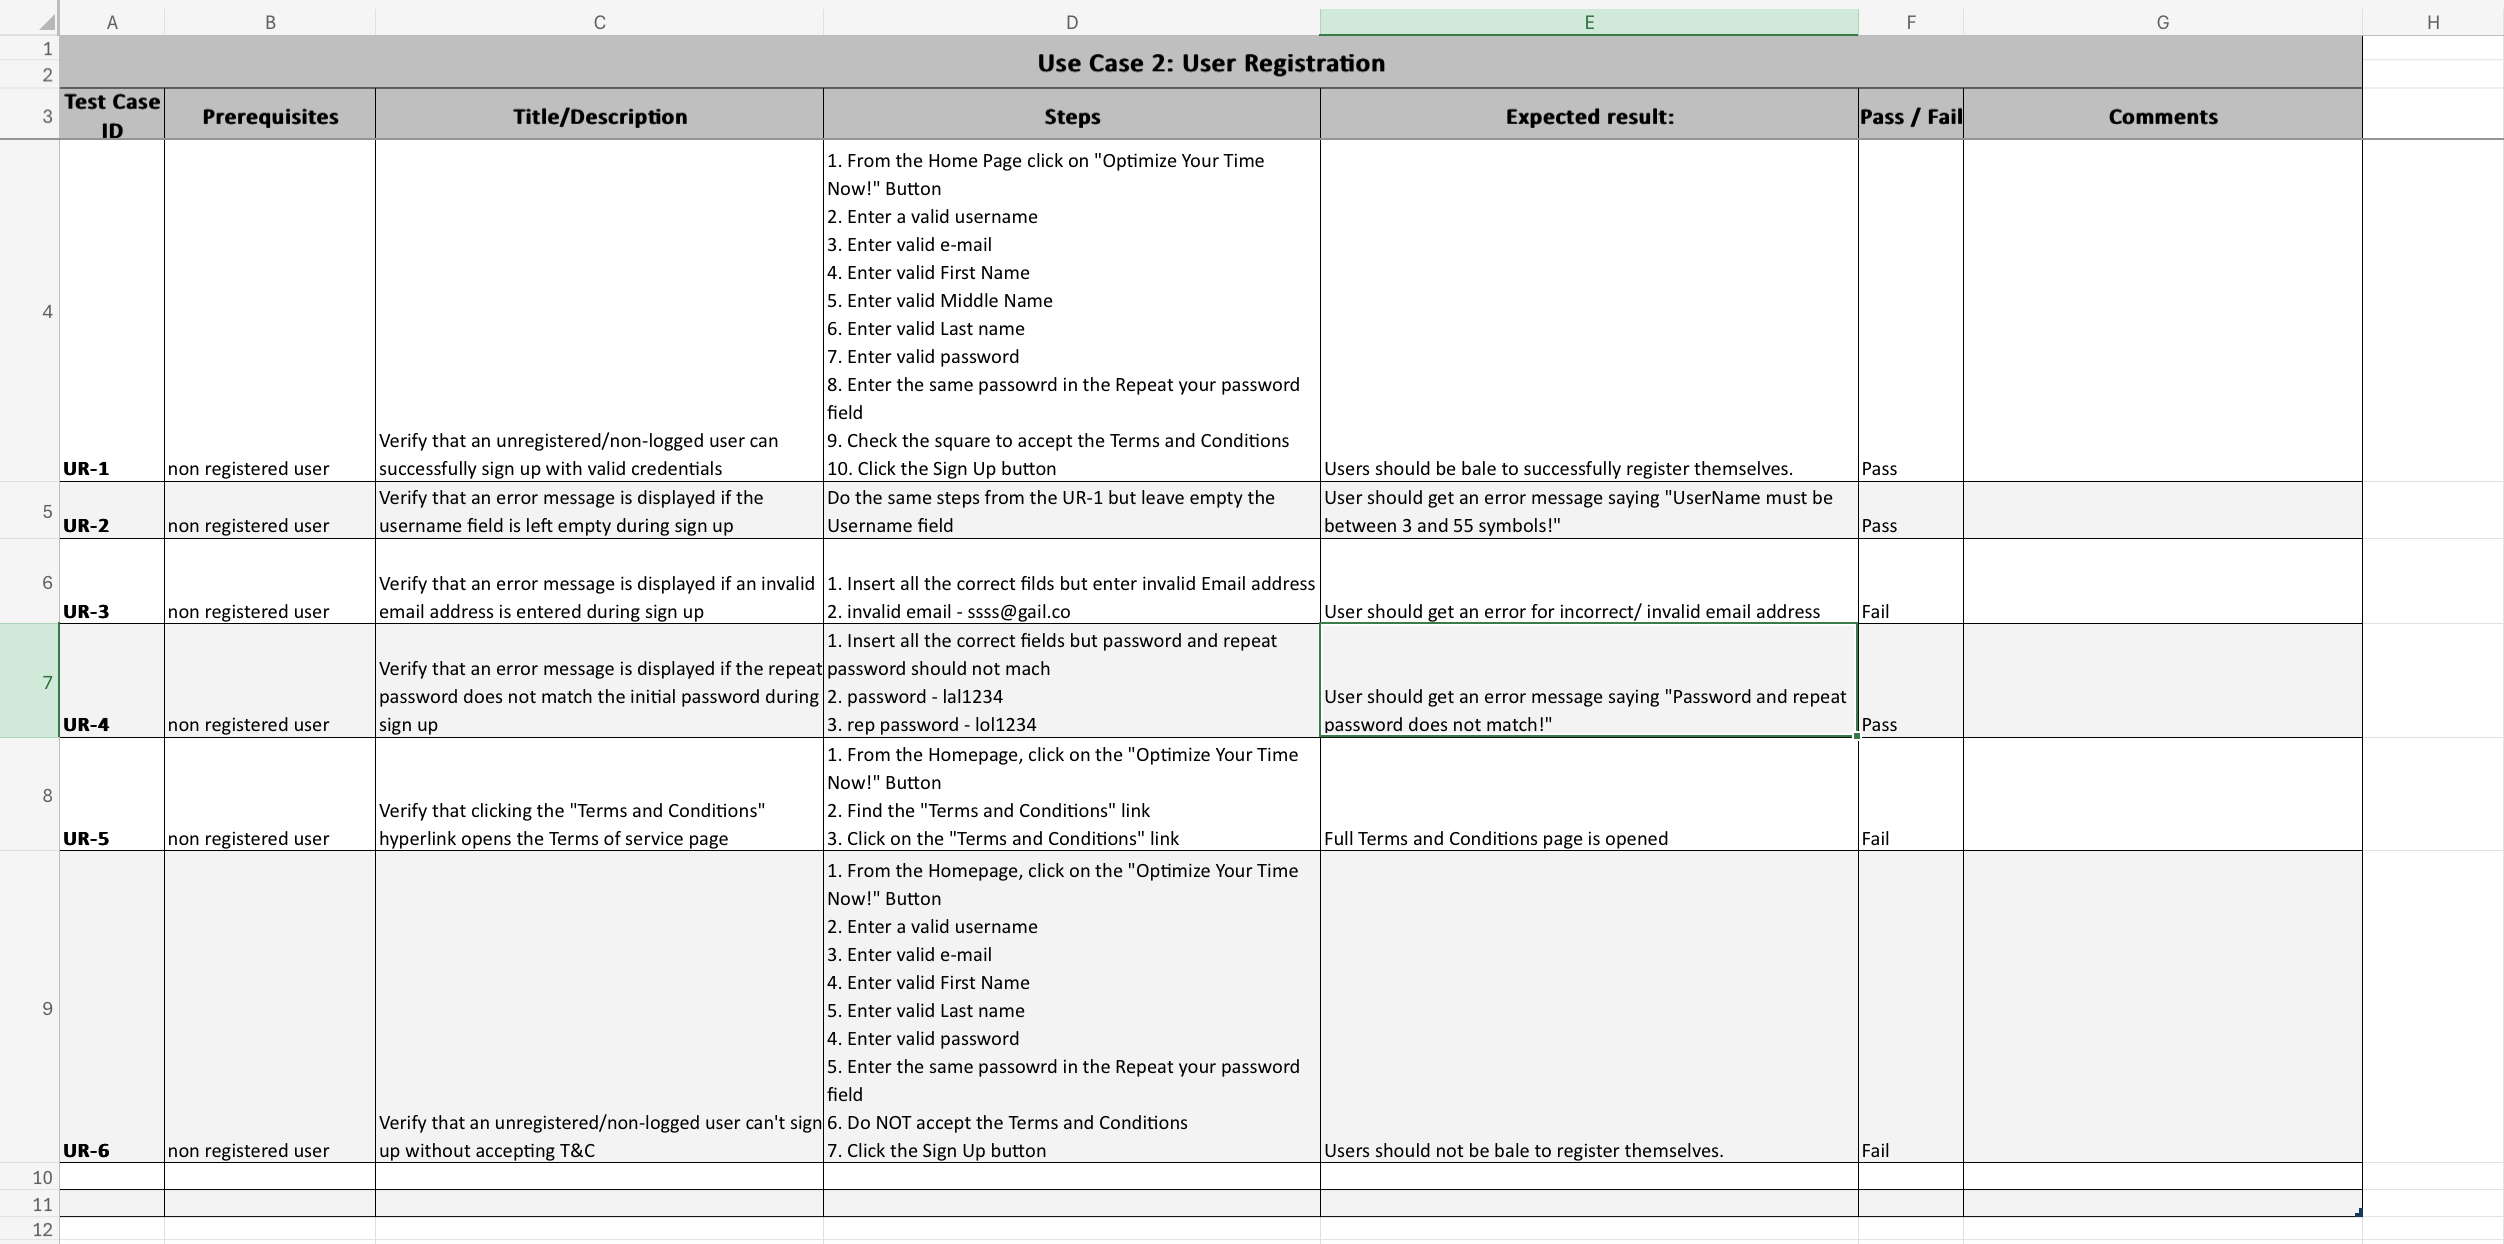 A B C D E F G H
1
2
Use Case 2: User Registration
3
Test Case ID
Prerequisites
Title/Description
Steps
Expected result:
Pass / Fail
Comments
4
UR-1
non registered user
Verify that an unregistered/non-logged user can
successfully sign up with valid credentials
1. From the Home Page click on "Optimize Your Time
Now!" Button
2. Enter a valid username
3. Enter valid e-mail
4. Enter valid First Name
5. Enter valid Middle Name
6. Enter valid Last name
7. Enter valid password
8. Enter the same passowrd in the Repeat your password
field
9. Check the square to accept the Terms and Conditions
10. Click the Sign Up button
Users should be bale to successfully register themselves.
Pass
5
UR-2
non registered user
Verify that an error message is displayed if the
username field is left empty during sign up
Do the same steps from the UR-1 but leave empty the
Username field
User should get an error message saying "UserName must be
between 3 and 55 symbols!"
Pass
6
UR-3
non registered user
Verify that an error message is displayed if an invalid
email address is entered during sign up
1. Insert all the correct filds but enter invalid Email address
2. invalid email - ssss@gail.co
User should get an error for incorrect/ invalid email address
Fail
7
UR-4
non registered user
Verify that an error message is displayed if the repeat
password does not match the initial password during
sign up
1. Insert all the correct fields but password and repeat
password should not mach
2. password - lal1234
3. rep password - lol1234
User should get an error message saying "Password and repeat
password does not match!"
Pass
8
UR-5
non registered user
Verify that clicking the "Terms and Conditions"
hyperlink opens the Terms of service page
1. From the Homepage, click on the "Optimize Your Time
Now!" Button
2. Find the "Terms and Conditions" link
3. Click on the "Terms and Conditions" link
Full Terms and Conditions page is opened
Fail
9
UR-6
non registered user
Verify that an unregistered/non-logged user can't sign
up without accepting T&C
1. From the Homepage, click on the "Optimize Your Time
Now!" Button
2. Enter a valid username
3. Enter valid e-mail
4. Enter valid First Name
5. Enter valid Last name
4. Enter valid password
5. Enter the same passowrd in the Repeat your password
field
6. Do NOT accept the Terms and Conditions
7. Click the Sign Up button
Users should not be bale to register themselves.
Fail
10
11
12